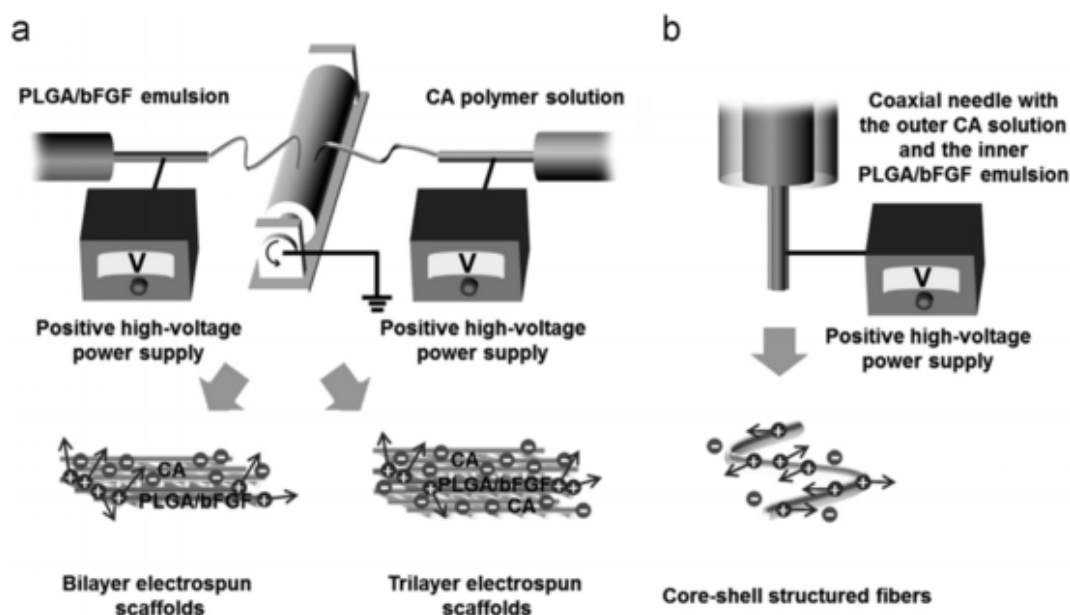 a
PLGA/bFGF emulsion
CA polymer solution
V
V
Positive high-voltage
power supply
Positive high-voltage
power supply
CA
PLGA/bFGF
CA
PLGA/bFGF
CA
Bilayer electrospun
scaffolds
Trilayer electrospun
scaffolds
b
Coaxial needle with
the outer CA solution
and the inner
PLGA/bFGF emulsion
V
Positive high-voltage
power supply
Core-shell structured fibers